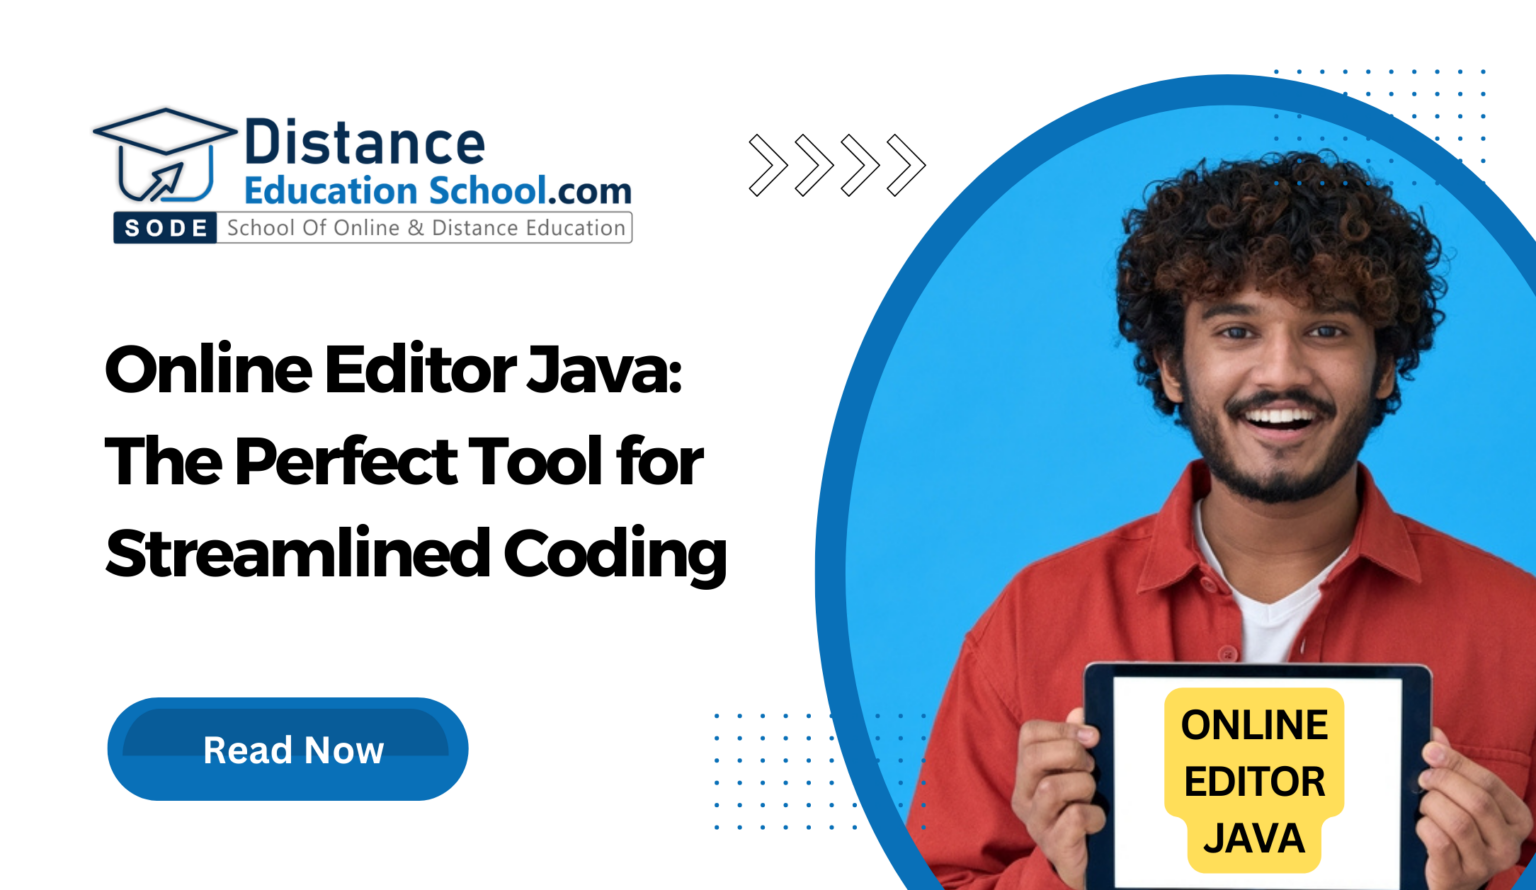 Distance
Education School.com
SODE School Of Online & Distance Education
Online Editor Java:
The Perfect Tool for
Streamlined Coding
Read Now
ONLINE
EDITOR
JAVA